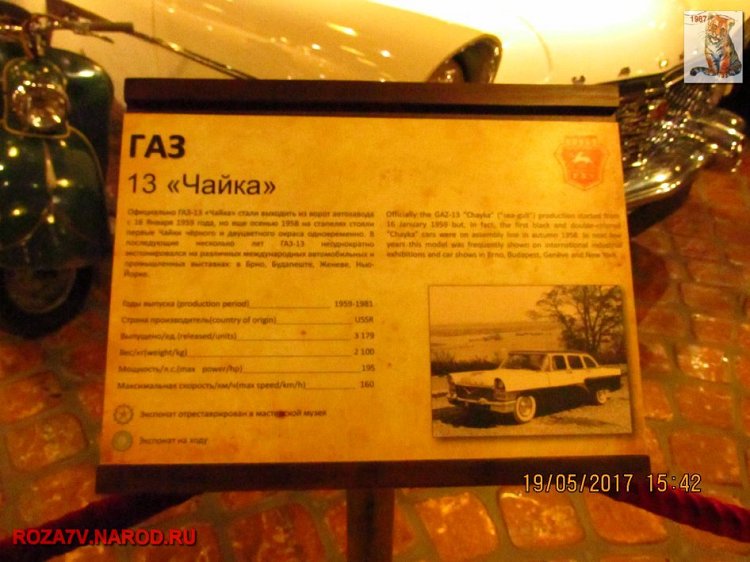 1987
ГАЗ
13 «Чайка»
Официально ГАЗ-13 «Чайка» стали выходить из ворот автозавода
с 16 Января 1959 года, но еще осенью 1958 на стапелях стояли
первые Чайки чёрного и двуцветного окраса одновременно. В
последующие несколько лет ГАЗ-13 неоднократно
экспонировался на различных международных автомобильных и
промышленных выставках: в Брно, Будапеште, Женеве, Нью-
Йорке.
Officially the GAZ-13 "Chayka" ("sea-gull") production started from
16 January 1959 but, in fact, the first black and double-color
"Chayka" cars were on assembly line in autumn 1958. In next few
years this model was frequently shown on international industrial
exhibitions and car shows in Brno, Budapest, Genève and New York.
Годы выпуска (production period) 1959-1981
Страна производитель(country of origin) USSR
Выпущено/ед.(released/units) 3 179
Вес/кг(weight/kg) 2 100
Мощность/л.с.(max power/hp) 195
Максимальная скорость/км/ч(max speed/km/h) 160
Экспонат отреставрирован в мастерской музея
Экспонат на ходу
19/05/2017 15:42
ROZA7V.NAROD.RU